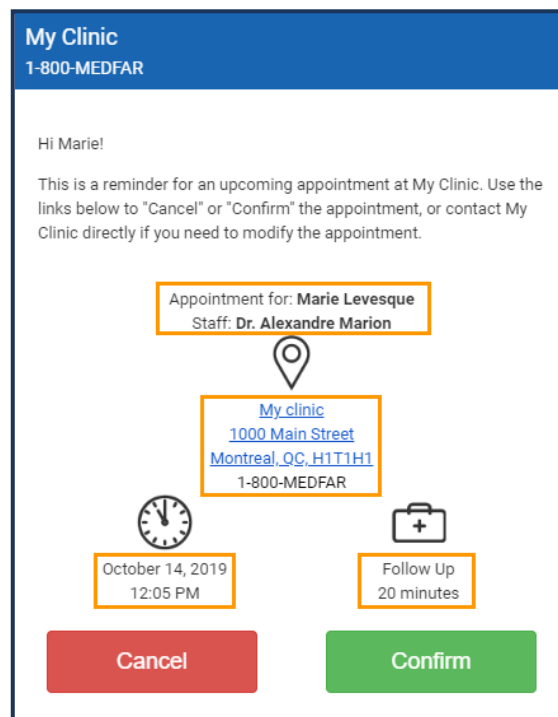 My Clinic
1-800-MEDFAR
Hi Marie!
This is a reminder for an upcoming appointment at My Clinic. Use the
links below to "Cancel" or "Confirm" the appointment, or contact My
Clinic directly if you need to modify the appointment.
Appointment for: Marie Levesque
Staff: Dr. Alexandre Marion
My clinic
1000 Main Street
Montreal, QC, H1T1H1
1-800-MEDFAR
October 14, 2019
12:05 PM
Follow Up
20 minutes
Cancel
Confirm